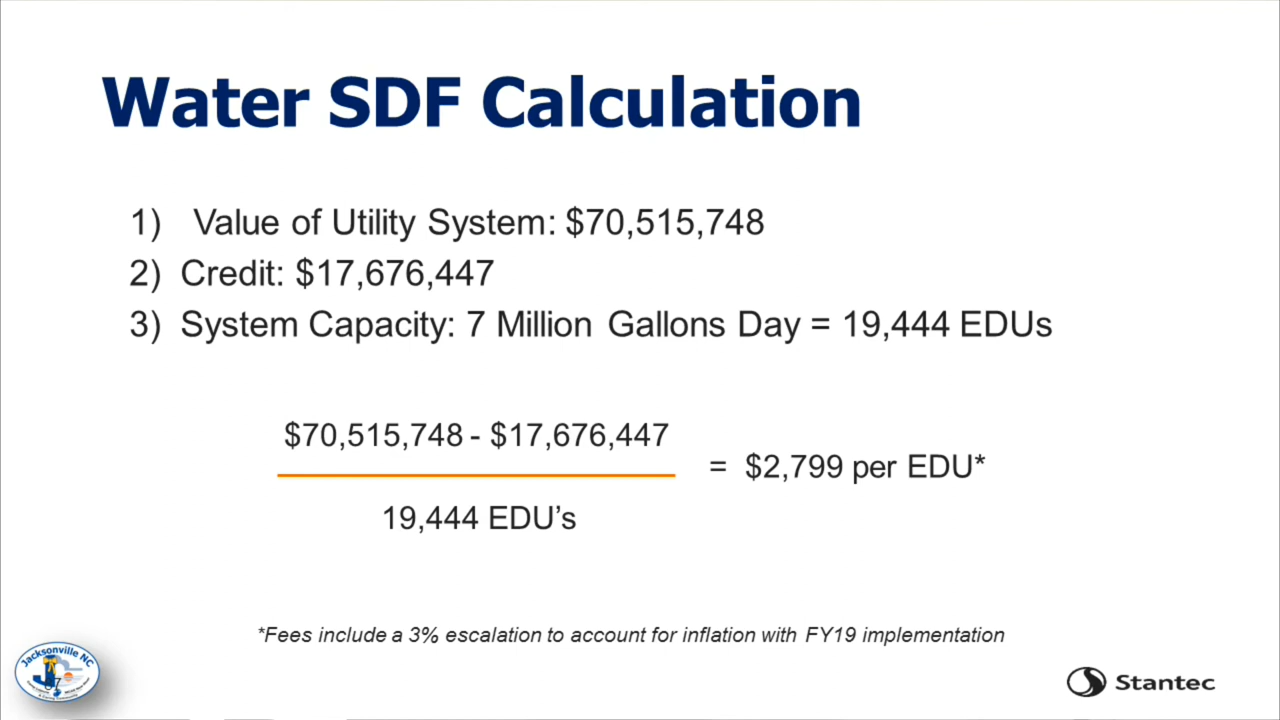 Water SDF Calculation
1) Value of Utility System: $70,515,748
2) Credit: $17,676,447
3) System Capacity: 7 Million Gallons Day = 19,444 EDUs
$70,515,748 - $17,676,447
= $2,799 per EDU*
19,444 EDU’s
*Fees include a 3% escalation to account for inflation with FY19 implementation
Jacksonville NC
Stantec